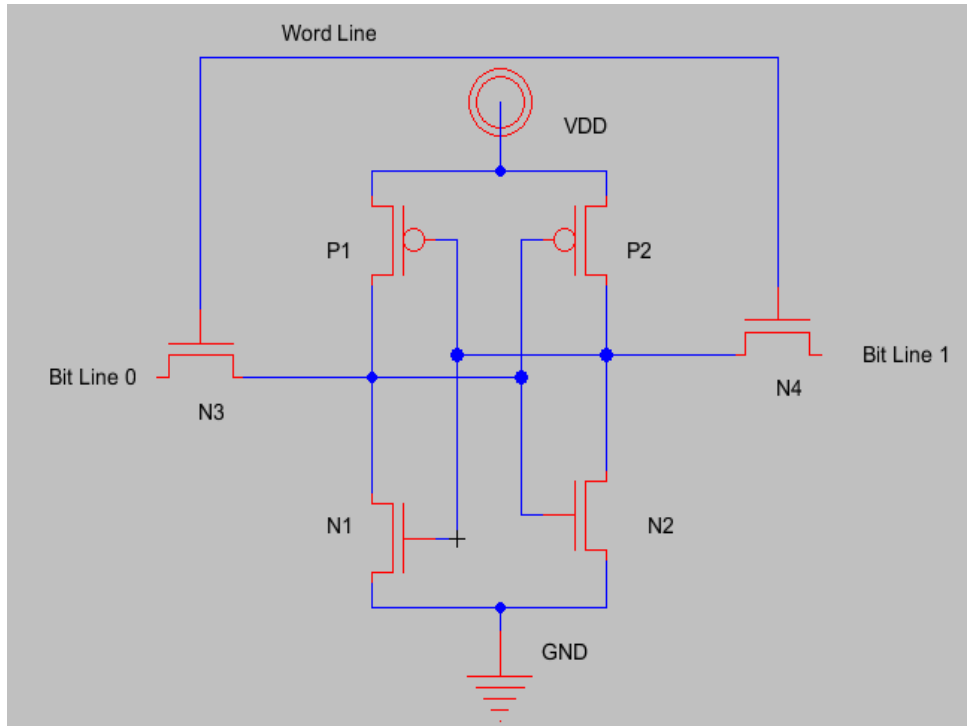 Word Line
VDD
P1
P2
Bit Line 0
Bit Line 1
N3
N4
N1
N2
GND